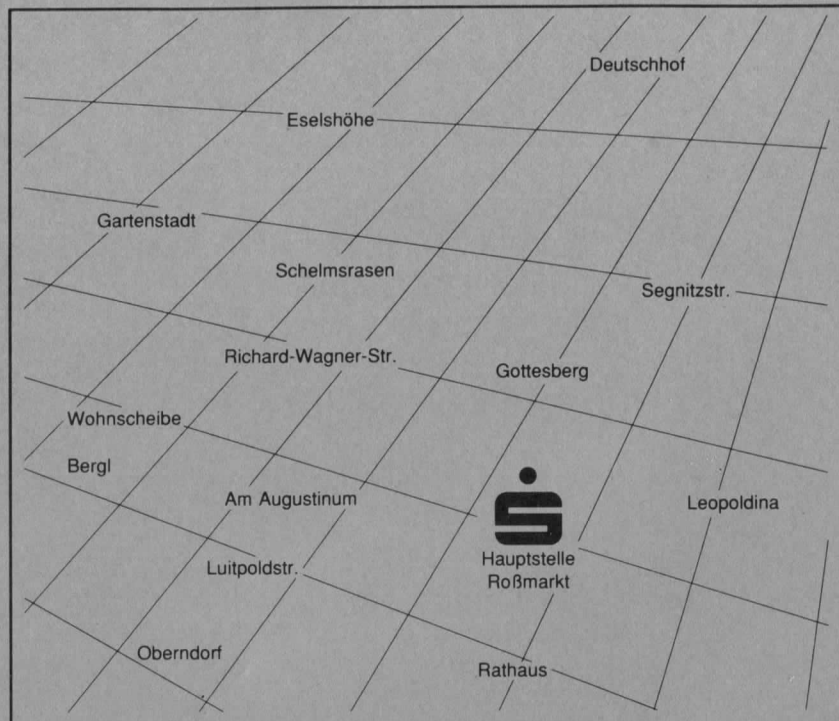 Deutschhof
Eselshöhe
Gartenstadt
Schelmsrasen
Segnitzstr.
Richard-Wagner-Str.
Gottesberg
Wohnscheibe
Bergl
Am Augustinum
Leopoldina
Hauptstelle
Roßmarkt
Luitpoldstr.
Oberndorf
Rathaus